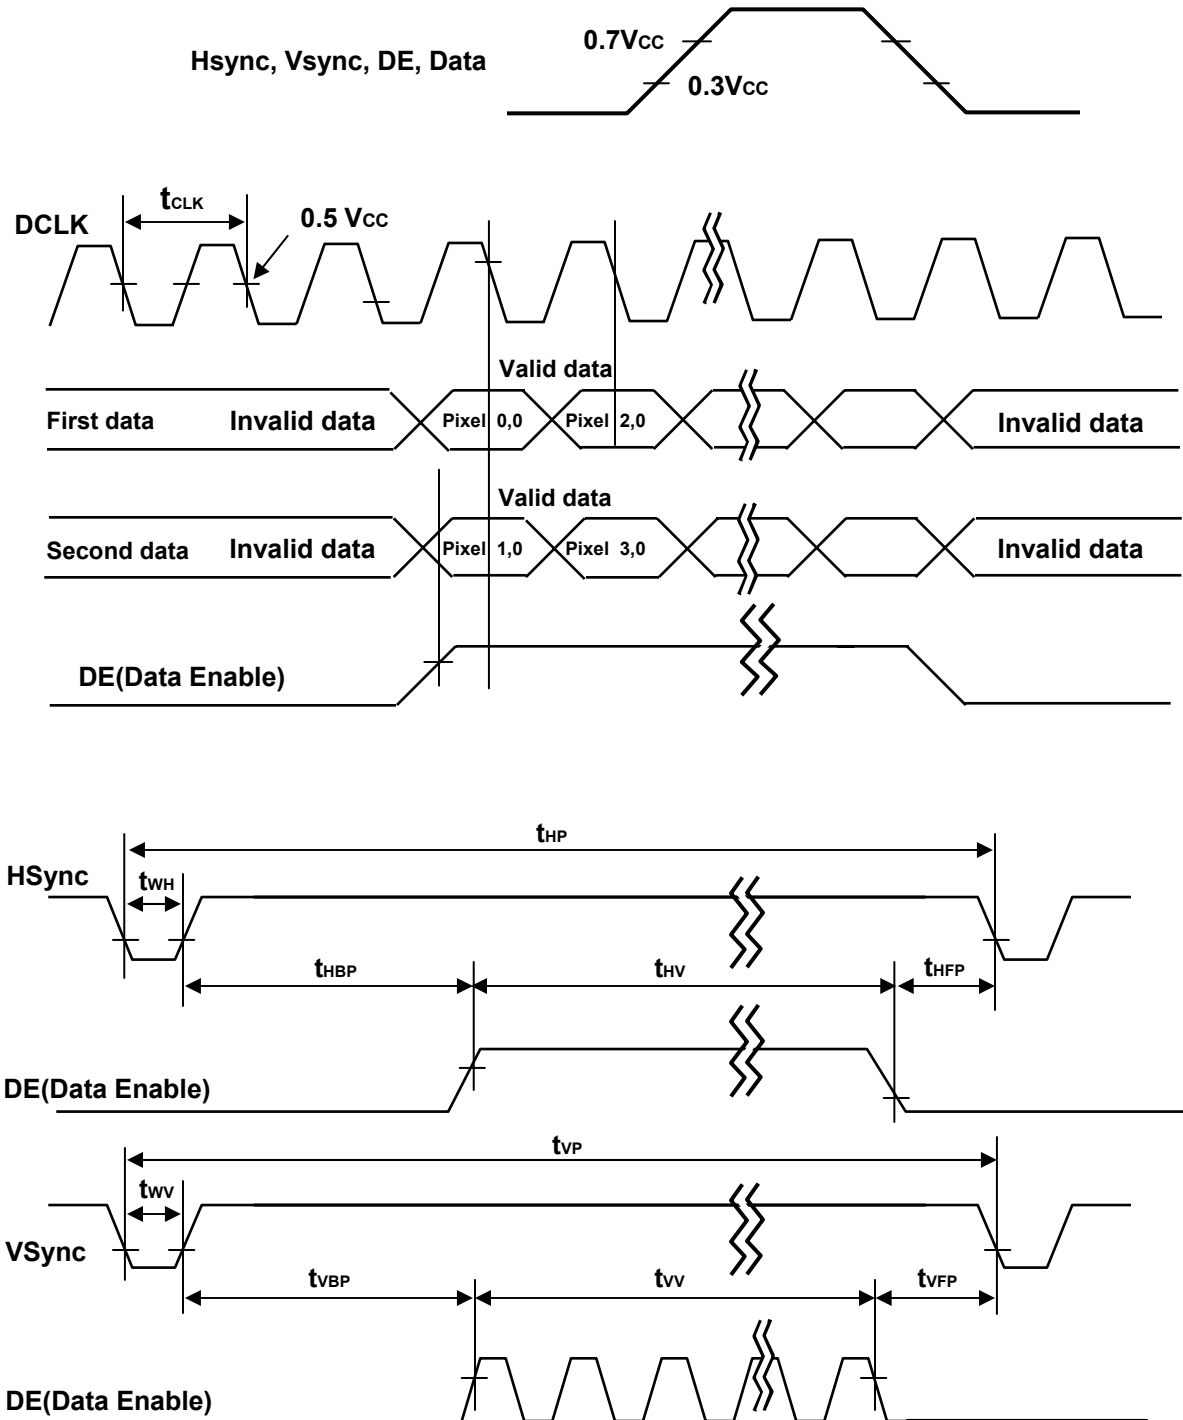 0.7VCC
Hsync, Vsync, DE, Data
0.3VCC
tCLK
DCLK
0.5 VCC
Valid data
First data
Invalid data
Pixel 0,0
Pixel 2,0
Invalid data
Valid data
Second data
Invalid data
Pixel 1,0
Pixel 3,0
Invalid data
DE(Data Enable)
tHP
HSync
tWH
tHBP
tHV
tHFP
DE(Data Enable)
tVP
tWV
VSync
tVBP
tVV
tVFP
DE(Data Enable)